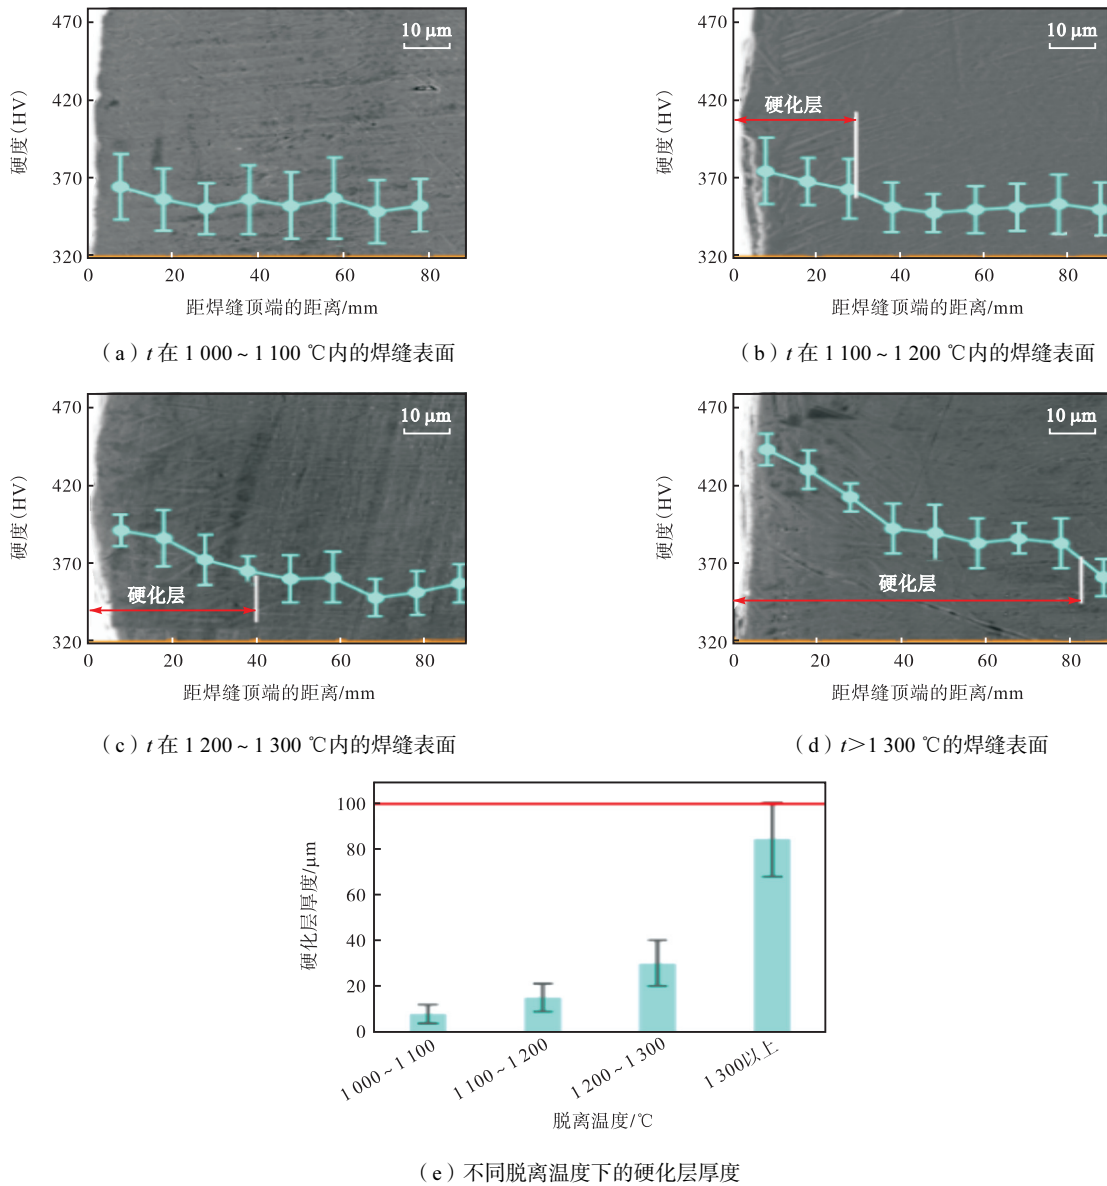 470
420
370
320
硬度(HV)
10 μm
0
20
40
60
80
距焊缝顶端的距离/mm
（a）t 在 1 000 ~ 1 100 ℃内的焊缝表面
470
420
370
320
硬度(HV)
10 μm
硬化层
0
20
40
60
80
距焊缝顶端的距离/mm
（b）t 在 1 100 ~ 1 200 ℃内的焊缝表面
470
420
370
320
硬度(HV)
10 μm
硬化层
0
20
40
60
80
距焊缝顶端的距离/mm
（c）t 在 1 200 ~ 1 300 ℃内的焊缝表面
470
420
370
320
硬度(HV)
10 μm
硬化层
0
20
40
60
80
距焊缝顶端的距离/mm
（d）t＞1 300 ℃的焊缝表面
100
80
60
40
20
0
硬化层厚度/μm
1 000 ~ 1 100
1 100 ~ 1 200
1 200 ~ 1 300
1 300以上
脱离温度/℃
（e）不同脱离温度下的硬化层厚度